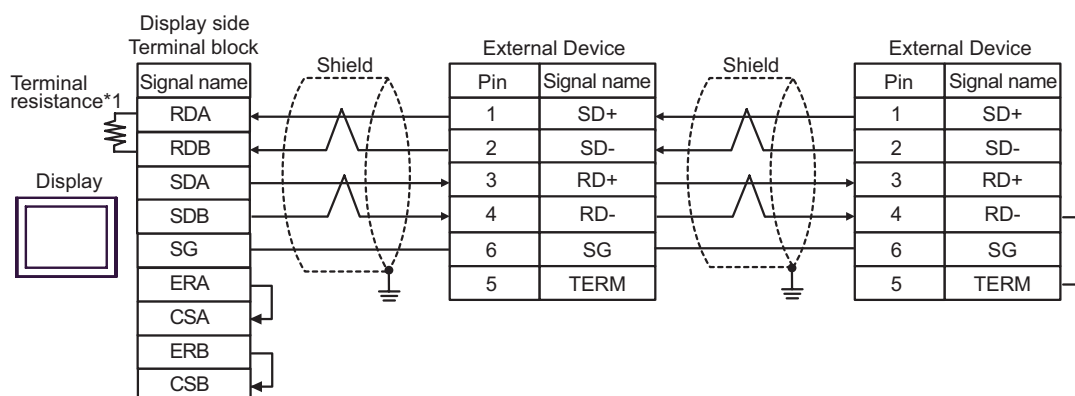 Display side
Terminal block
Terminal
resistance*1
Display
Signal name
RDA
RDB
SDA
SDB
SG
ERA
CSA
ERB
CSB
Shield
External Device
Pin Signal name
1 SD+
2 SD-
3 RD+
4 RD-
6 SG
5 TERM
Shield
External Device
Pin Signal name
1 SD+
2 SD-
3 RD+
4 RD-
6 SG
5 TERM